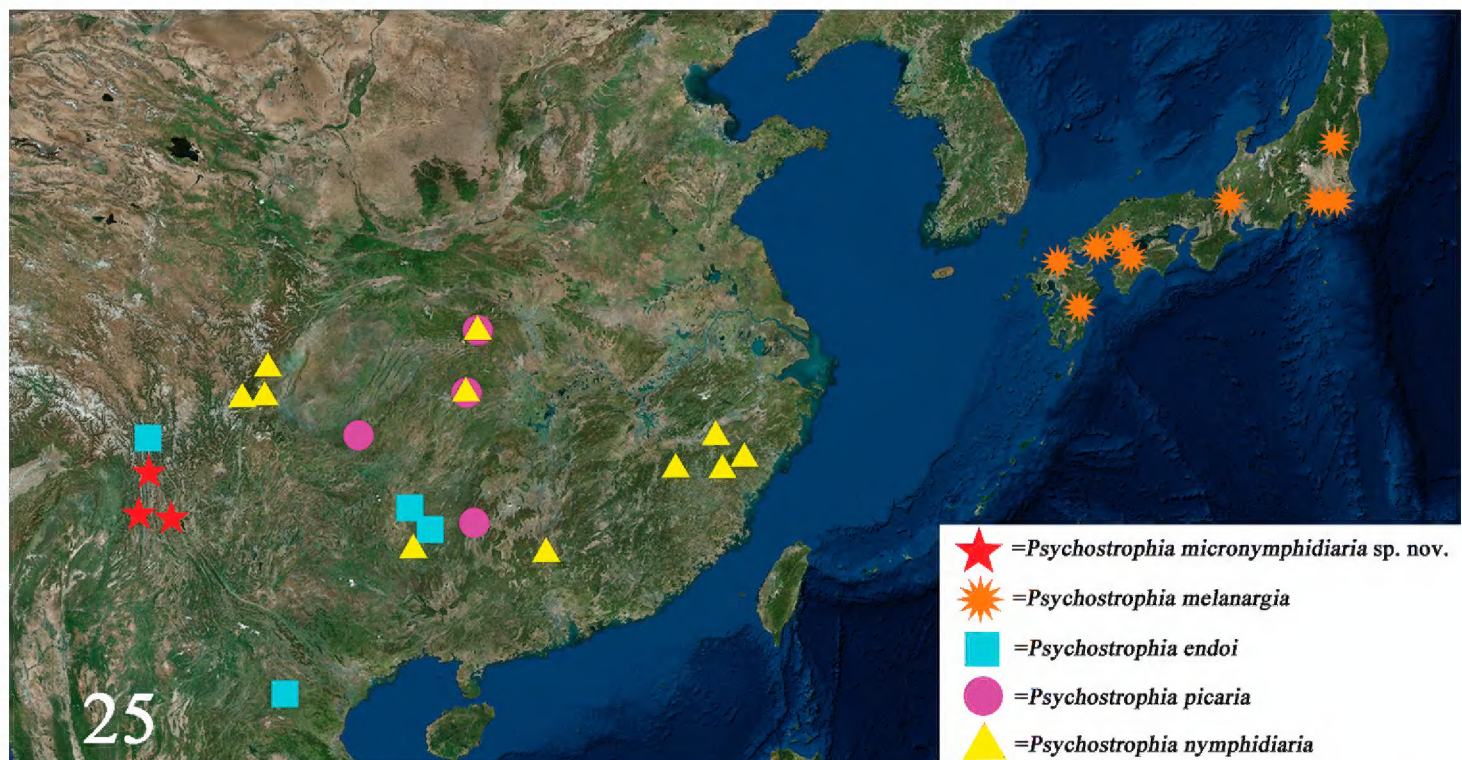 =Psychostrophia micronymphidiaria sp. nov.
=Psychostrophia melanargia
=Psychostrophia endoi
=Psychostrophia picaria
=Psychostrophia nymphidiaria
25